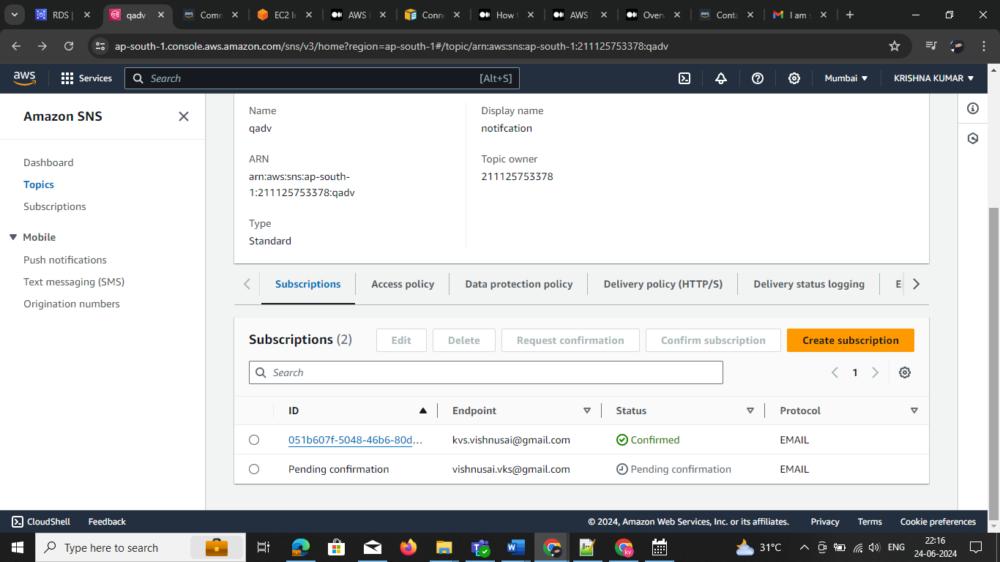 RDS |
qadv
Comm
EC2 In
AWS
Conne
How t
AWS
Over
Conta
I am
ap-south-1.console.aws.amazon.com/sns/v3/home?region=ap-south-1#/topic/arn:aws:sns:ap-south-1:211125753378:qadv
aws
Services
Search
[Alt+S]
Mumbai
KRISHNA KUMAR
Amazon SNS
Dashboard
Topics
Subscriptions
Mobile
Push notifications
Text messaging (SMS)
Origination numbers
Name
qadv
Display name
notifcation
ARN
arn:aws:sns:ap-south-
1:211125753378:qadv
Topic owner
211125753378
Type
Standard
Subscriptions
Access policy
Data protection policy
Delivery policy (HTTP/S)
Delivery status logging
E
Subscriptions (2)
Edit
Delete
Request confirmation
Confirm subscription
Create subscription
Search
1
ID
Endpoint
Status
Protocol
051b607f-5048-46b6-80d...
kvs.vishnusai@gmail.com
Confirmed
EMAIL
Pending confirmation
vishnusai.vks@gmail.com
Pending confirmation
EMAIL
CloudShell
Feedback
© 2024, Amazon Web Services, Inc. or its affiliates.
Privacy
Terms
Cookie preferences
Type here to search
31°C
ENG
22:16
24-06-2024